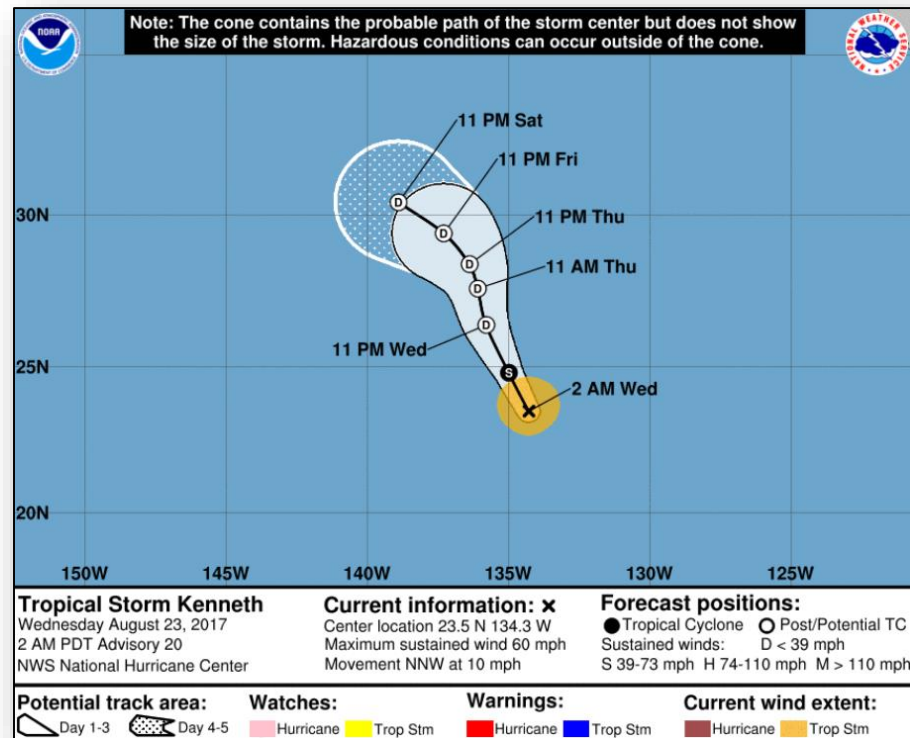 Note: The cone contains the probable path of the storm center but does not show
the size of the storm. Hazardous conditions can occur outside of the cone.
NOAA
NATIONAL WEATHER SERVICE
11 PM Sat
11 PM Fri
30N
11 PM Thu
11 AM Thu
11 PM Wed
25N
2 AM Wed
20N
150W 145W 140W 135W 130W 125W
D
D
D
D
D
S
Tropical Storm Kenneth
Wednesday August 23, 2017
2 AM PDT Advisory 20
NWS National Hurricane Center
Current information: ×
Center location 23.5 N 134.3 W
Maximum sustained wind 60 mph
Movement NNW at 10 mph
Forecast positions:
● Tropical Cyclone ○ Post/Potential TC
Sustained winds: D < 39 mph
S 39-73 mph H 74-110 mph M > 110 mph
Potential track area:
Day 1-3 Day 4-5
Watches:
Hurricane Trop Stm
Warnings:
Hurricane Trop Stm
Current wind extent:
Hurricane Trop Stm